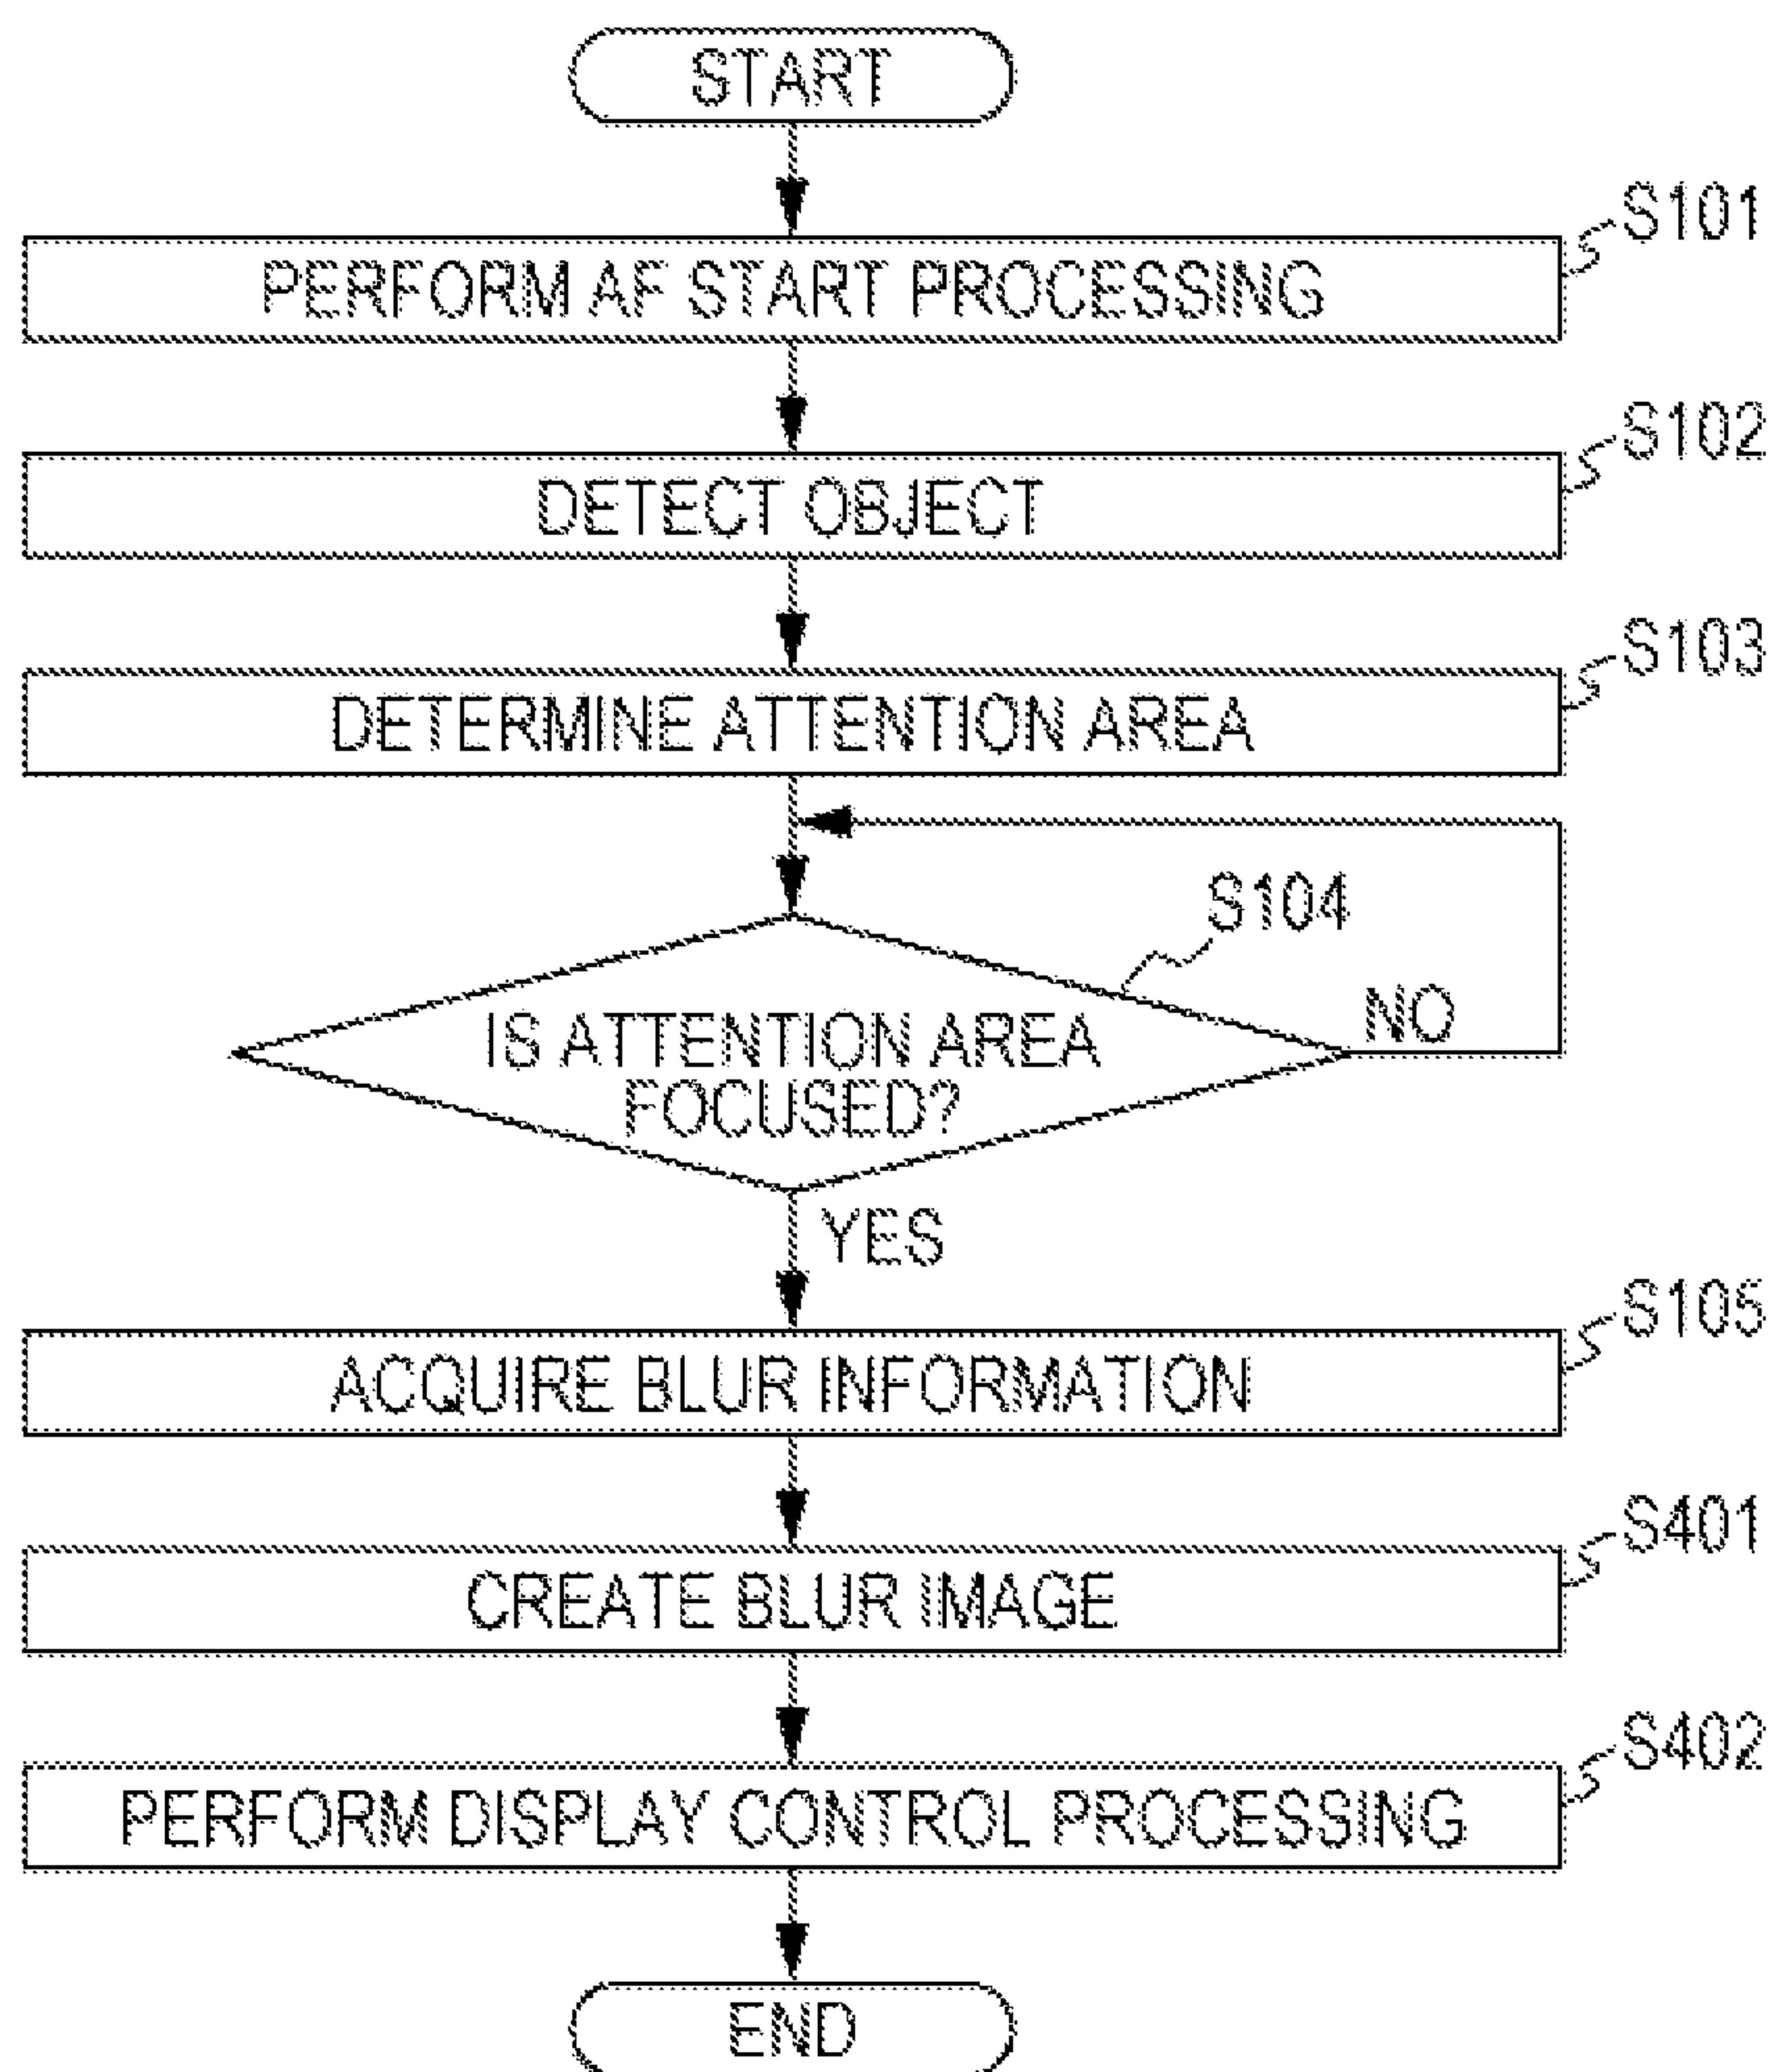 START
S101
PERFORM AF START PROCESSING
S102
DETECT OBJECT
S103
DETERMINE ATTENTION AREA
S104
NO
IS ATTENTION AREA
FOCUSED?
YES
S105
ACQUIRE BLUR INFORMATION
S401
CREATE BLUR IMAGE
S402
PERFORM DISPLAY CONTROL PROCESSING
END